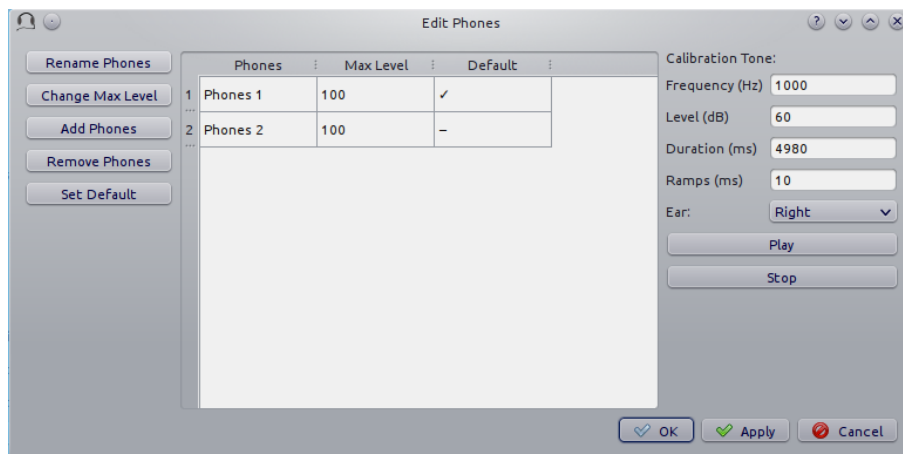 Edit Phones
?
Rename Phones
Change Max Level
Add Phones
Remove Phones
Set Default
Phones Max Level Default
1 Phones 1 100 ✓
2 Phones 2 100 –
Calibration Tone:
Frequency (Hz) 1000
Level (dB) 60
Duration (ms) 4980
Ramps (ms) 10
Ear: Right
Play
Stop
OK Apply Cancel